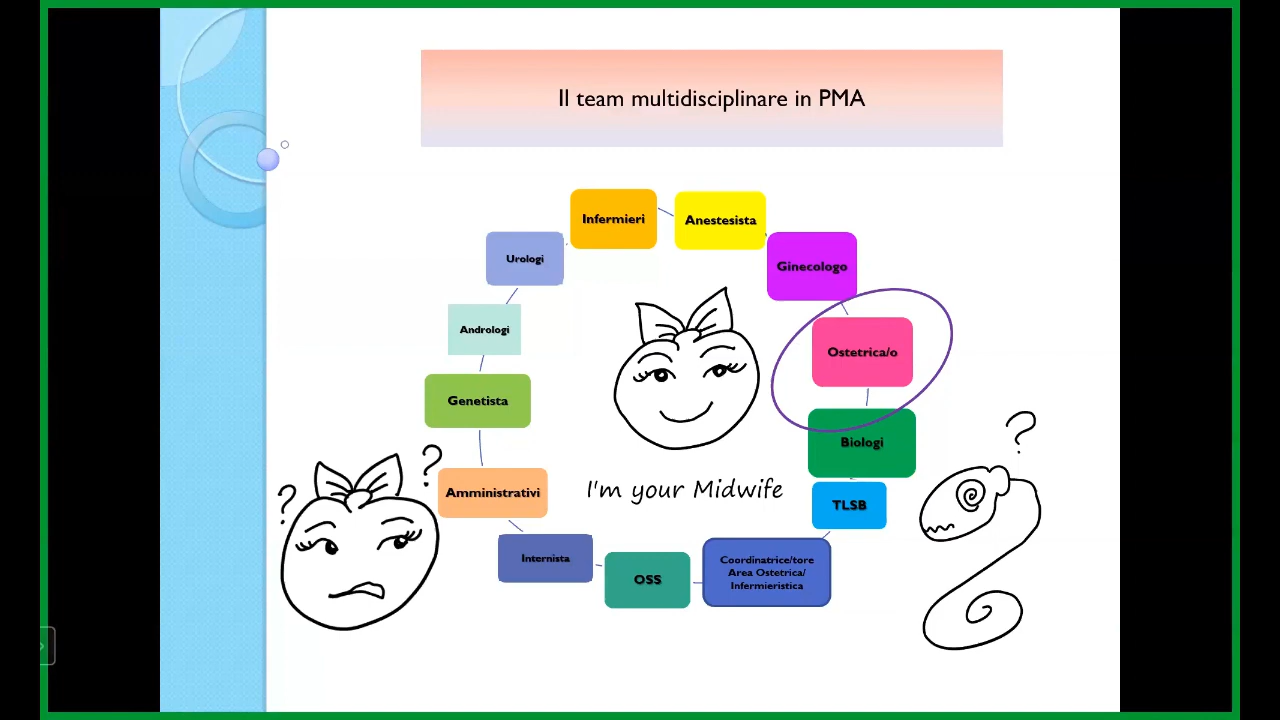 Il team multidisciplinare in PMA
Infermieri
Anestesista
Urologi
Ginecologo
Andrologi
Ostetrica/o
Genetista
Biologi
?
?
?
Amministrativi
I'm your Midwife
TLSB
Internista
OSS
Coordinatrice/tore
Area Ostetrica/
Infermieristica